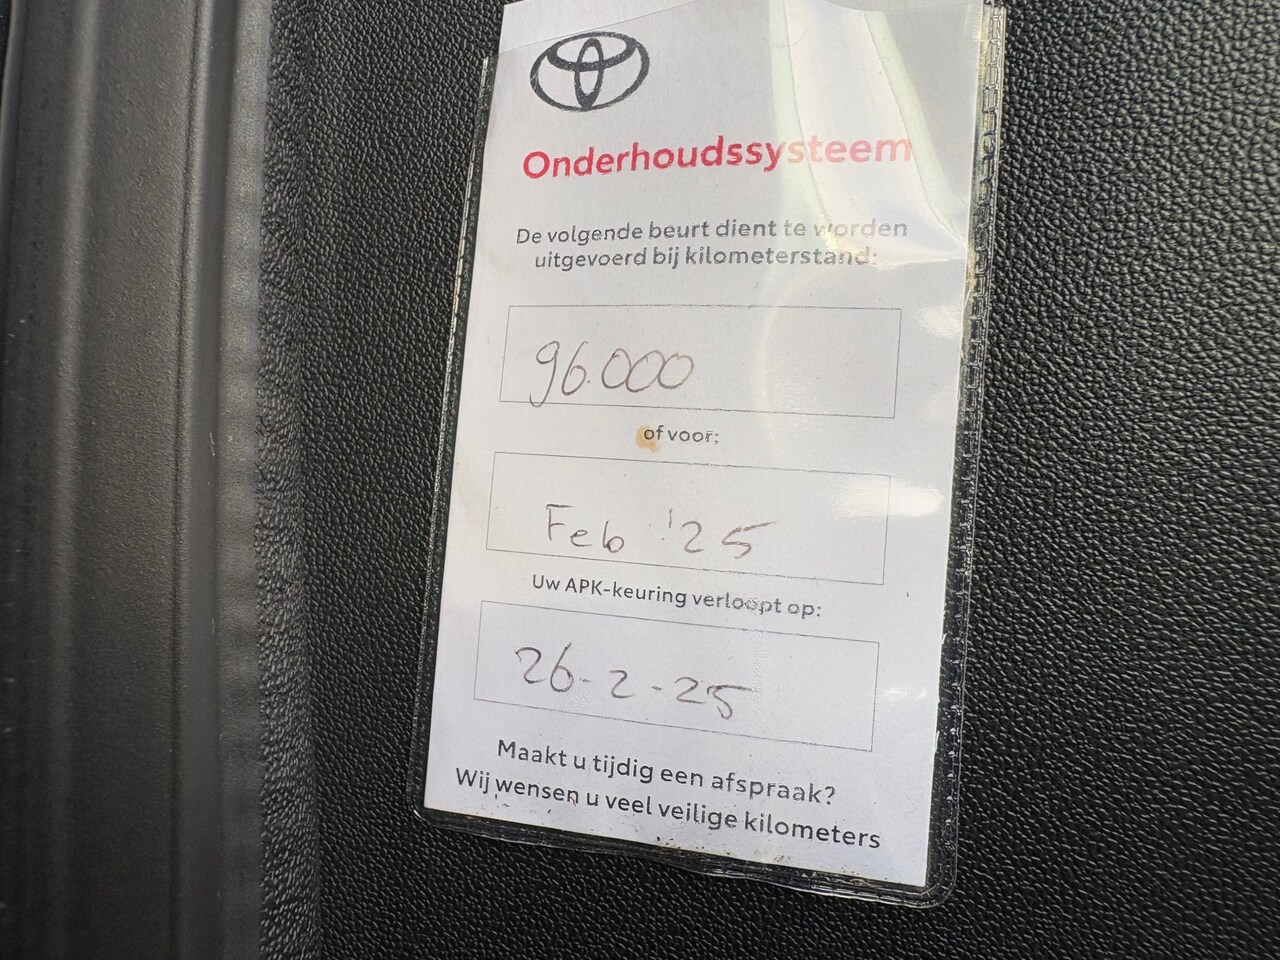 Onderhoudssysteem
De volgende beurt dient te worden
uitgevoerd bij kilometerstand:
96.000
of voor:
Feb '25
Uw APK-keuring verloopt op:
26-2-25
Maakt u tijdig een afspraak?
Wij wensen u veel veilige kilometers